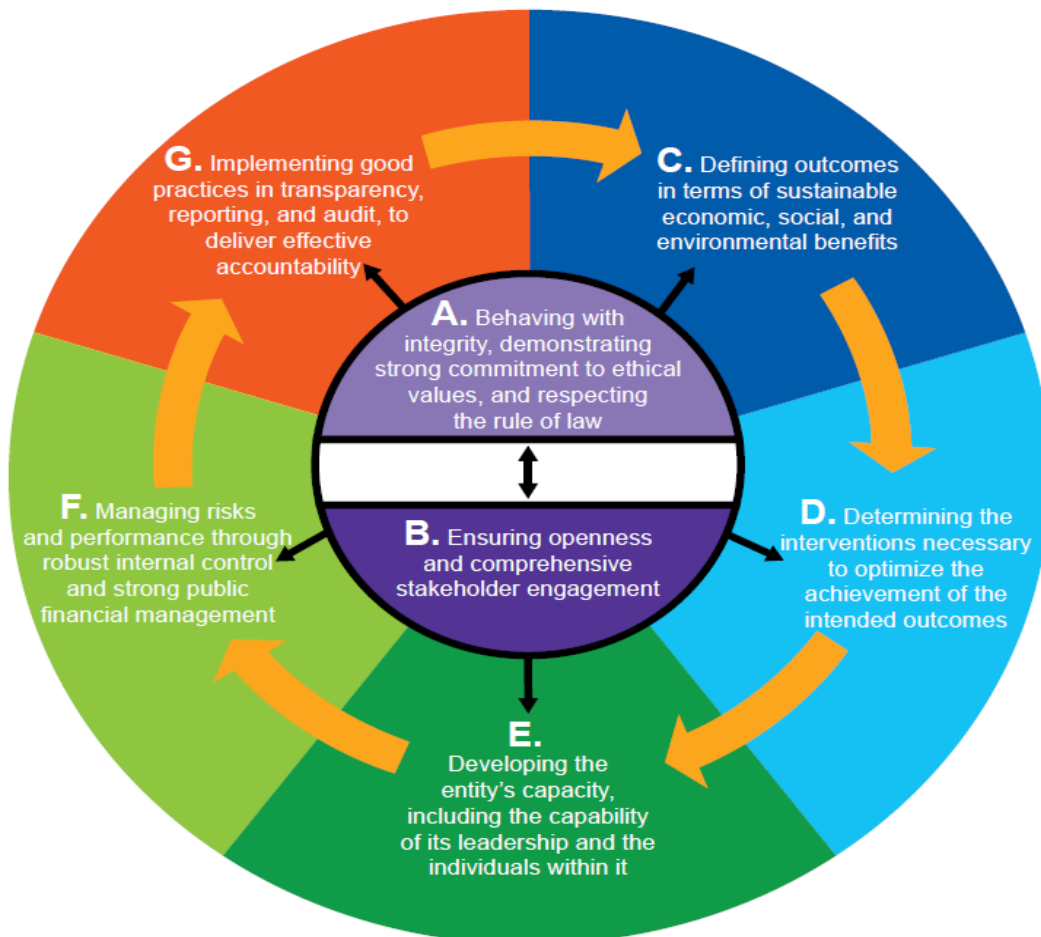 G. Implementing good
practices in transparency,
reporting, and audit, to
deliver effective
accountability
C. Defining outcomes
in terms of sustainable
economic, social, and
environmental benefits
A. Behaving with
integrity, demonstrating
strong commitment to ethical
values, and respecting
the rule of law
B. Ensuring openness
and comprehensive
stakeholder engagement
F. Managing risks
and performance through
robust internal control
and strong public
financial management
D. Determining the
interventions necessary
to optimize the
achievement of the
intended outcomes
E.
Developing the
entity's capacity,
including the capability
of its leadership and the
individuals within it